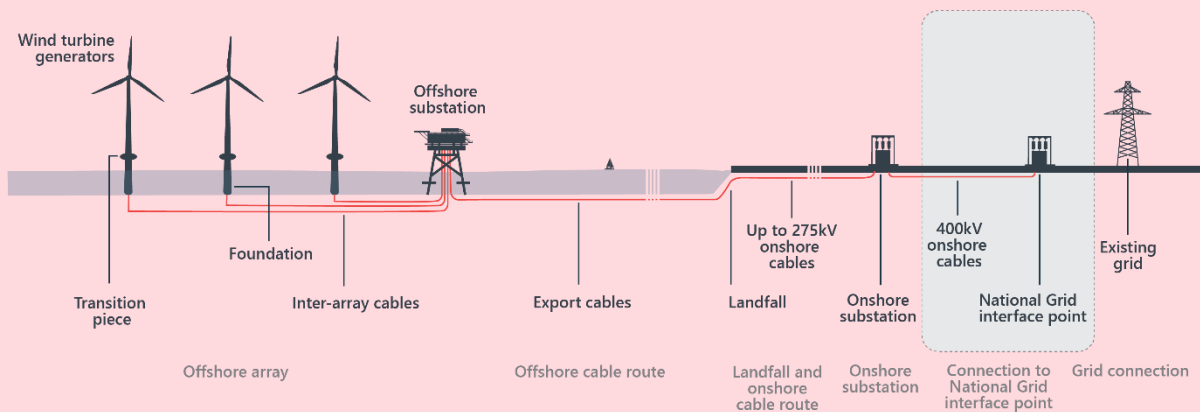 Wind turbine
generators
Offshore
substation
Up to 275kV
onshore
cables
400kV
onshore
cables
Existing
grid
Foundation
Transition
piece
Inter-array cables
Export cables
Landfall
Onshore
substation
National Grid
interface point
Offshore array
Offshore cable route
Landfall and
onshore
cable route
Onshore
substation
Connection to
National Grid
interface point
Grid connection